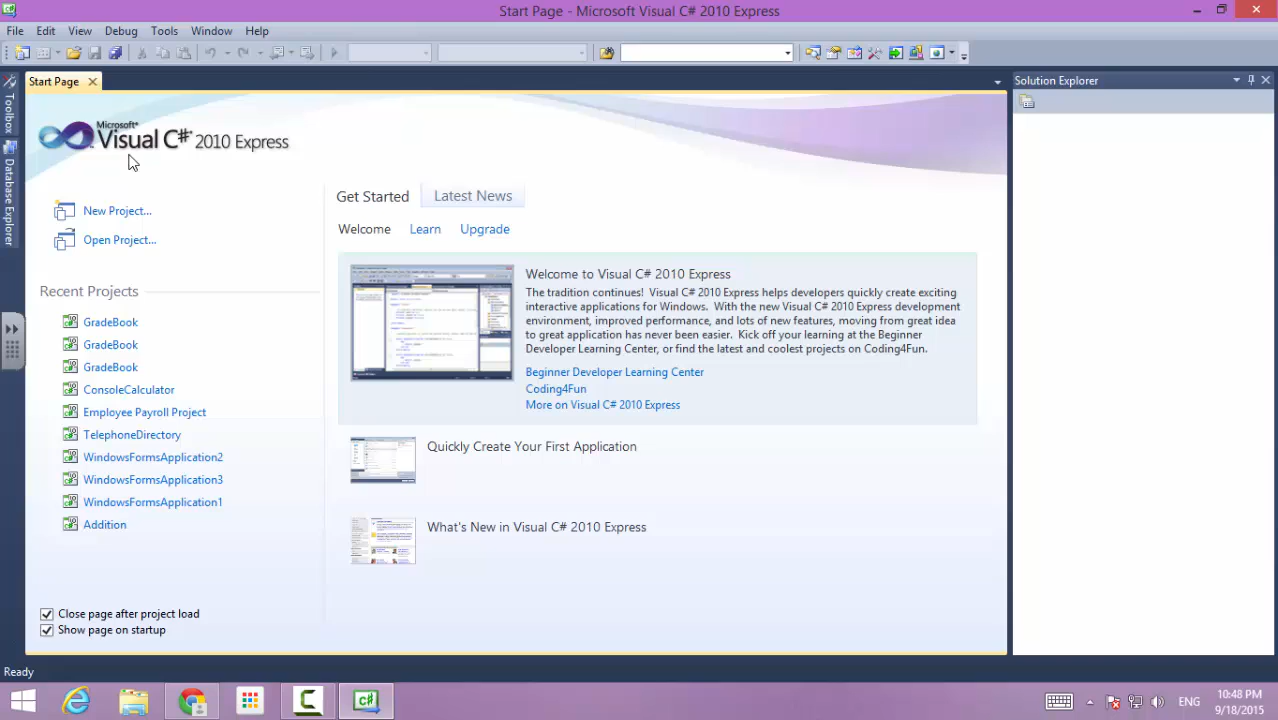 Start Page - Microsoft Visual C# 2010 Express
File Edit View Debug Tools Window Help
Start Page
Solution Explorer
Toolbox
Database Explorer
Microsoft®
Visual C# 2010 Express
New Project...
Open Project...
Recent Projects
GradeBook
GradeBook
GradeBook
ConsoleCalculator
Employee Payroll Project
TelephoneDirectory
WindowsFormsApplication2
WindowsFormsApplication3
WindowsFormsApplication1
Addition
Close page after project load
Show page on startup
Get Started Latest News
Welcome Learn Upgrade
Welcome to Visual C# 2010 Express
The tradition continues! Visual C# 2010 Express helps developers quickly create exciting
interactive applications for Windows. With the new Visual C# 2010 Express development
environment, improved performance, and lots of new features, moving from great idea
to great application has never been easier. Kick off your learning at the Beginner
Developer Learning Center, or find the latest and coolest projects on Coding4Fun.
Beginner Developer Learning Center
Coding4Fun
More on Visual C# 2010 Express
Quickly Create Your First Application
What's New in Visual C# 2010 Express
Ready
C#
ENG
10:48 PM
9/18/2015